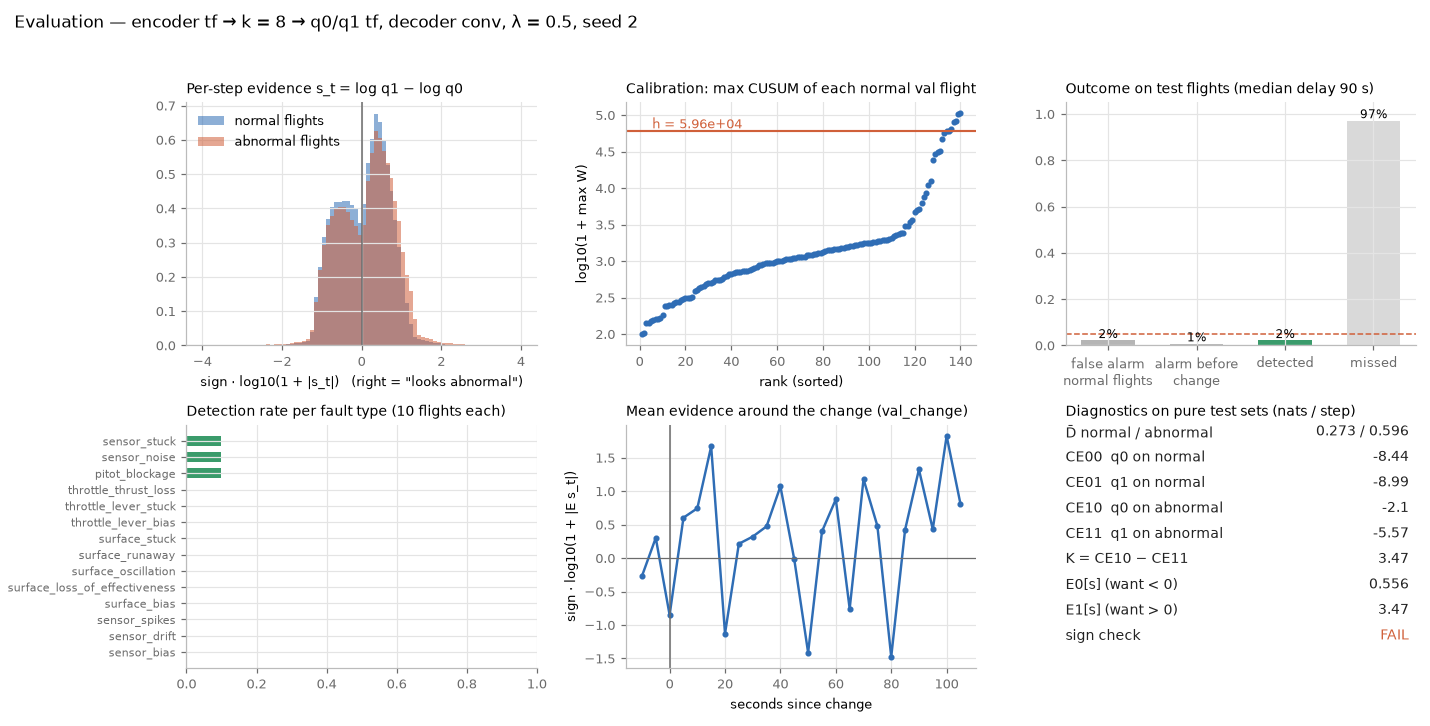 Evaluation — encoder tf → k = 8 → q0/q1 tf, decoder conv, λ = 0.5, seed 2
Per-step evidence s_t = log q1 − log q0
0.7
0.6
0.5
0.4
0.3
0.2
0.1
0.0
normal flights
abnormal flights
−4
−2
0
2
4
sign · log10(1 + |s_t|)   (right = "looks abnormal")
Calibration: max CUSUM of each normal val flight
log10(1 + max W)
5.0
4.5
4.0
3.5
3.0
2.5
2.0
h = 5.96e+04
0
20
40
60
80
100
120
140
rank (sorted)
Outcome on test flights (median delay 90 s)
1.0
0.8
0.6
0.4
0.2
0.0
2%
1%
2%
97%
false alarm
normal flights
alarm before
change
detected
missed
Detection rate per fault type (10 flights each)
sensor_stuck
sensor_noise
pitot_blockage
throttle_thrust_loss
throttle_lever_stuck
throttle_lever_bias
surface_stuck
surface_runaway
surface_oscillation
surface_loss_of_effectiveness
surface_bias
sensor_spikes
sensor_drift
sensor_bias
0.0
0.2
0.4
0.6
0.8
1.0
Mean evidence around the change (val_change)
sign · log10(1 + |E s_t|)
1.5
1.0
0.5
0.0
−0.5
−1.0
−1.5
0
20
40
60
80
100
seconds since change
Diagnostics on pure test sets (nats / step)
D̄ normal / abnormal 0.273 / 0.596
CE00  q0 on normal -8.44
CE01  q1 on normal -8.99
CE10  q0 on abnormal -2.1
CE11  q1 on abnormal -5.57
K = CE10 − CE11 3.47
E0[s] (want < 0) 0.556
E1[s] (want > 0) 3.47
sign check FAIL